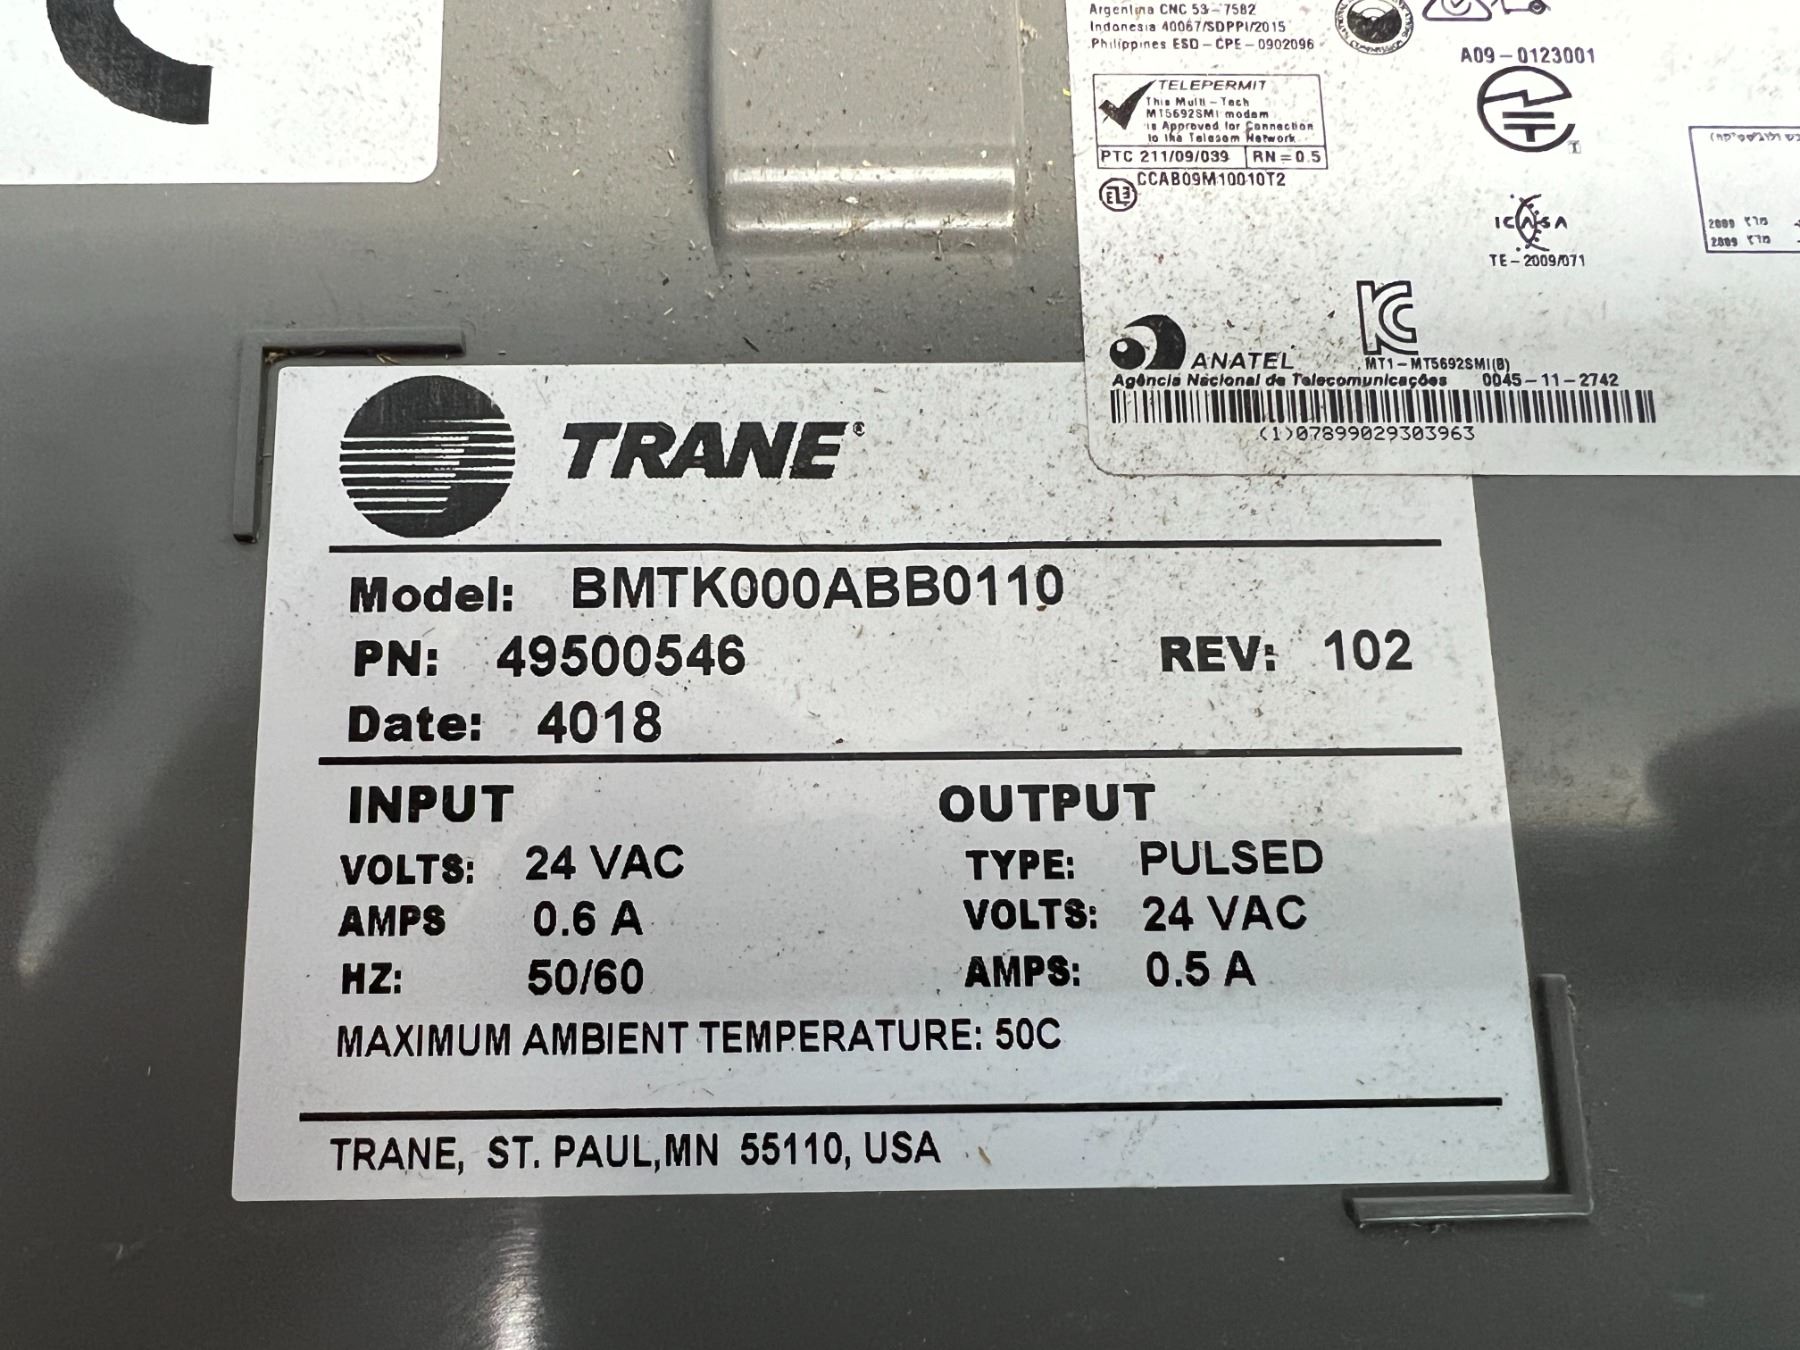 Argentina CNC 53-7582
Indonesia 40067/SDPPI/2015
Philippines ESD-CPE-0902096
A09-0123001
TELEPERMIT
This Multi-Tech
MT5692SMI modem
is Approved for Connection
to the Telecom Network
PTC 211/09/039 RN=0.5
CCAB09M10010T2
ICASA
TE-2009/071
2009
2009
ANATEL
MT1-MT5692SMI(B)
Agência Nacional de Telecomunicações 0045-11-2742
(1)07899029303963
TRANE®
Model: BMTK000ABB0110
PN: 49500546 REV: 102
Date: 4018
INPUT OUTPUT
VOLTS: 24 VAC TYPE: PULSED
AMPS 0.6 A VOLTS: 24 VAC
HZ: 50/60 AMPS: 0.5 A
MAXIMUM AMBIENT TEMPERATURE: 50C
TRANE, ST. PAUL,MN 55110, USA